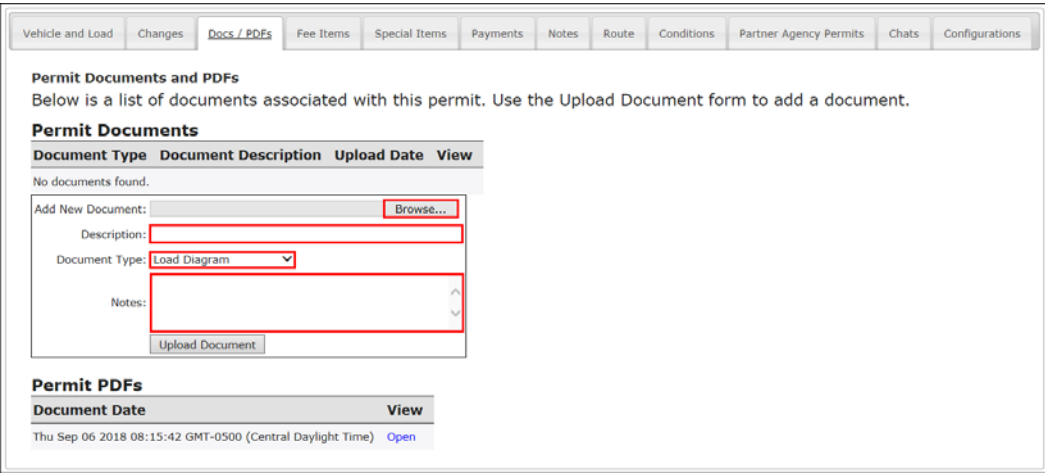 Vehicle and Load Changes Docs / PDFs Fee Items Special Items Payments Notes Route Conditions Partner Agency Permits Chats Configurations
Permit Documents and PDFs
Below is a list of documents associated with this permit. Use the Upload Document form to add a document.
Permit Documents
Document Type Document Description Upload Date View
No documents found.
Add New Document: Browse...
Description:
Document Type: Load Diagram
Notes:
Upload Document
Permit PDFs
Document Date View
Thu Sep 06 2018 08:15:42 GMT-0500 (Central Daylight Time) Open